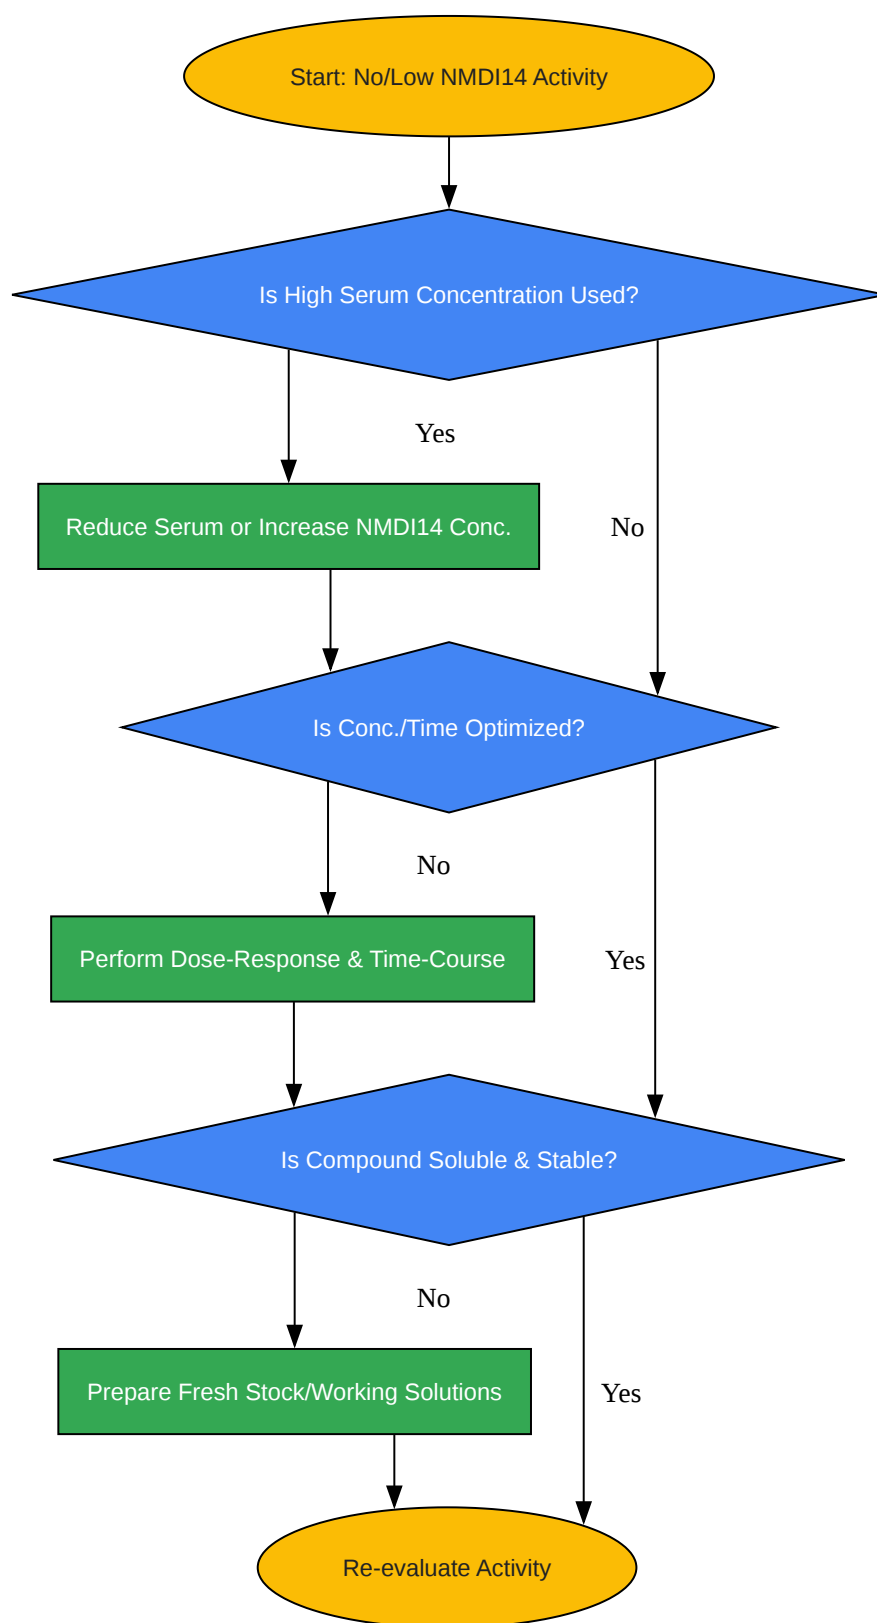 Start: No/Low NMDI14 Activity
Is High Serum Concentration Used?
Yes
Reduce Serum or Increase NMDI14 Conc.
No
Is Conc./Time Optimized?
No
Perform Dose-Response & Time-Course
Yes
Is Compound Soluble & Stable?
No
Prepare Fresh Stock/Working Solutions
Yes
Re-evaluate Activity